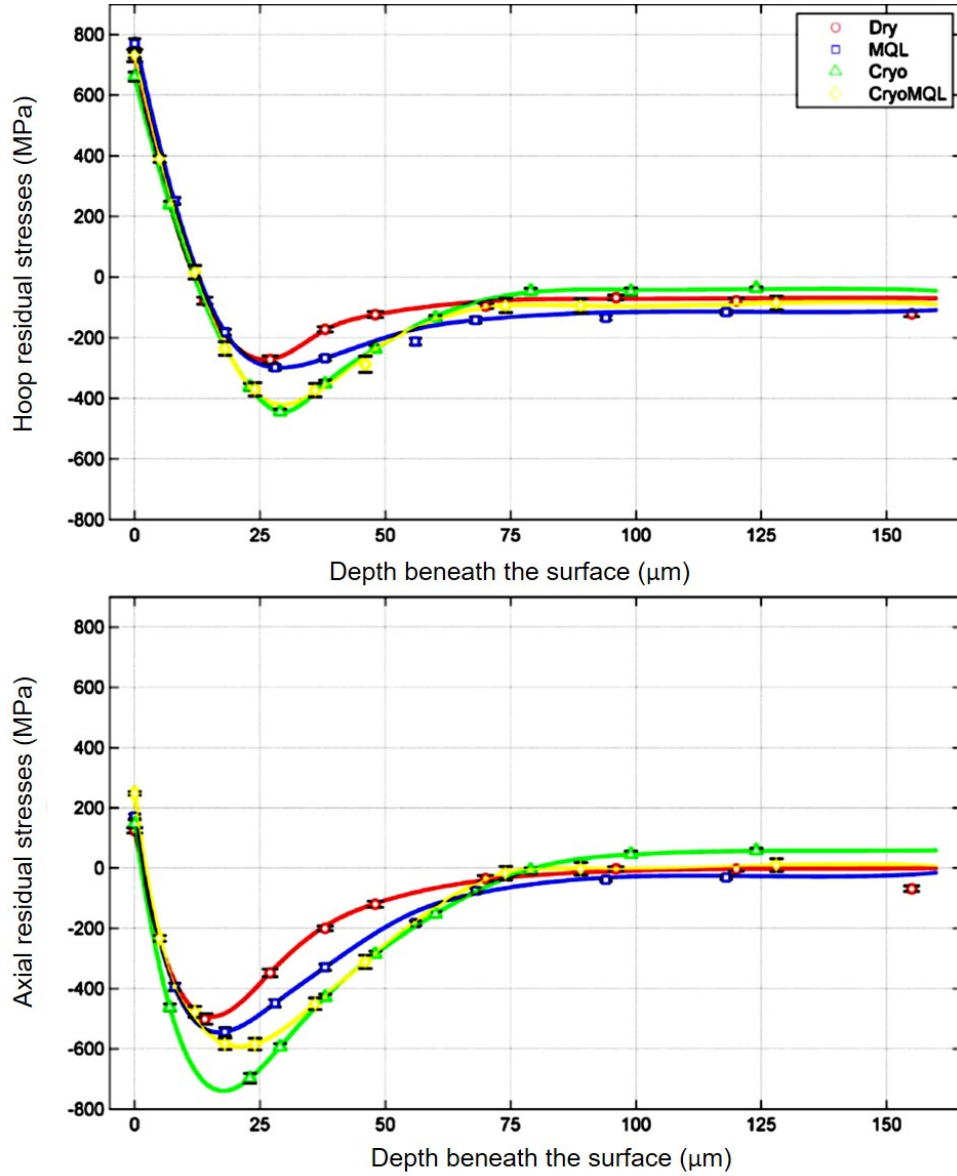 800
600
400
200
0
-200
-400
-600
-800
Hoop residual stresses (MPa)
Dry
MQL
Cryo
CryoMQL
0 25 50 75 100 125 150
Depth beneath the surface (μm)
800
600
400
200
0
-200
-400
-600
-800
Axial residual stresses (MPa)
0 25 50 75 100 125 150
Depth beneath the surface (μm)